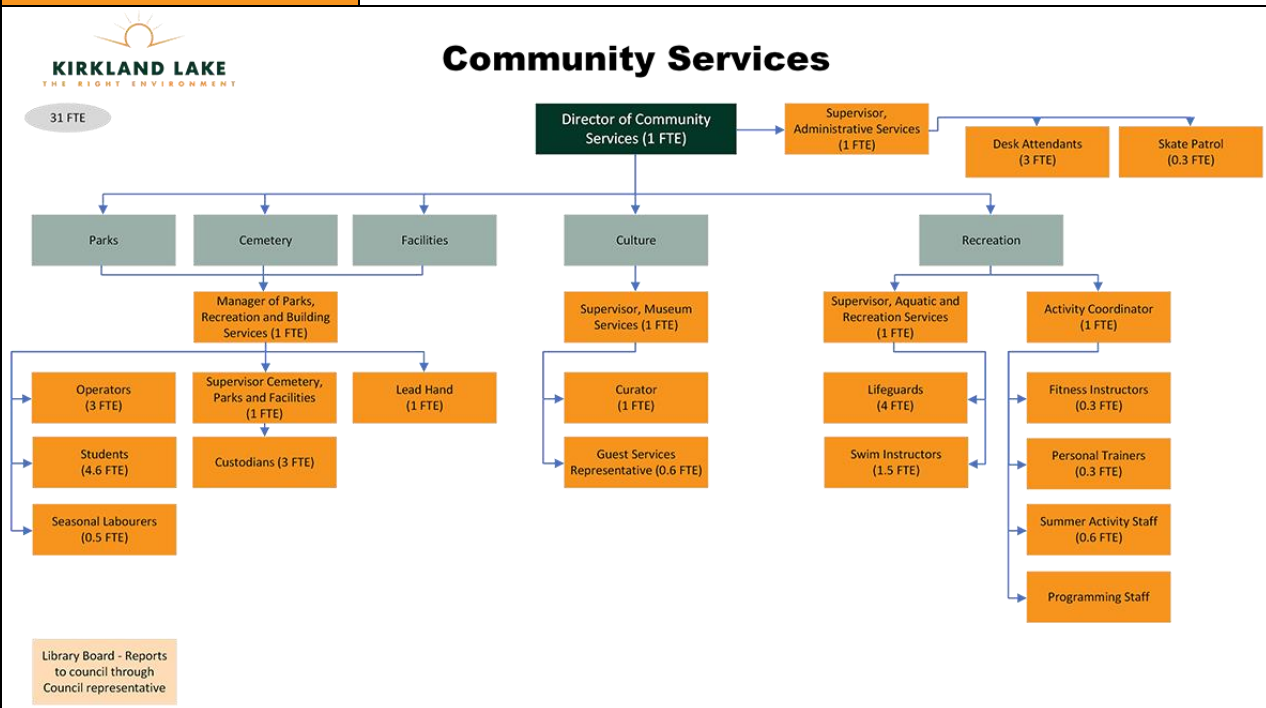 KIRKLAND LAKE
THE RIGHT ENVIRONMENT
Community Services
31 FTE
Director of Community
Services (1 FTE)
Supervisor,
Administrative Services
(1 FTE)
Desk Attendants
(3 FTE)
Skate Patrol
(0.3 FTE)
Parks
Cemetery
Facilities
Culture
Recreation
Manager of Parks,
Recreation and Building
Services (1 FTE)
Supervisor, Museum
Services (1 FTE)
Supervisor, Aquatic and
Recreation Services
(1 FTE)
Activity Coordinator
(1 FTE)
Operators
(3 FTE)
Supervisor Cemetery,
Parks and Facilities
(1 FTE)
Lead Hand
(1 FTE)
Curator
(1 FTE)
Lifeguards
(4 FTE)
Fitness Instructors
(0.3 FTE)
Students
(4.6 FTE)
Custodians (3 FTE)
Guest Services
Representative (0.6 FTE)
Swim Instructors
(1.5 FTE)
Personal Trainers
(0.3 FTE)
Seasonal Labourers
(0.5 FTE)
Summer Activity Staff
(0.6 FTE)
Programming Staff
Library Board - Reports
to council through
Council representative